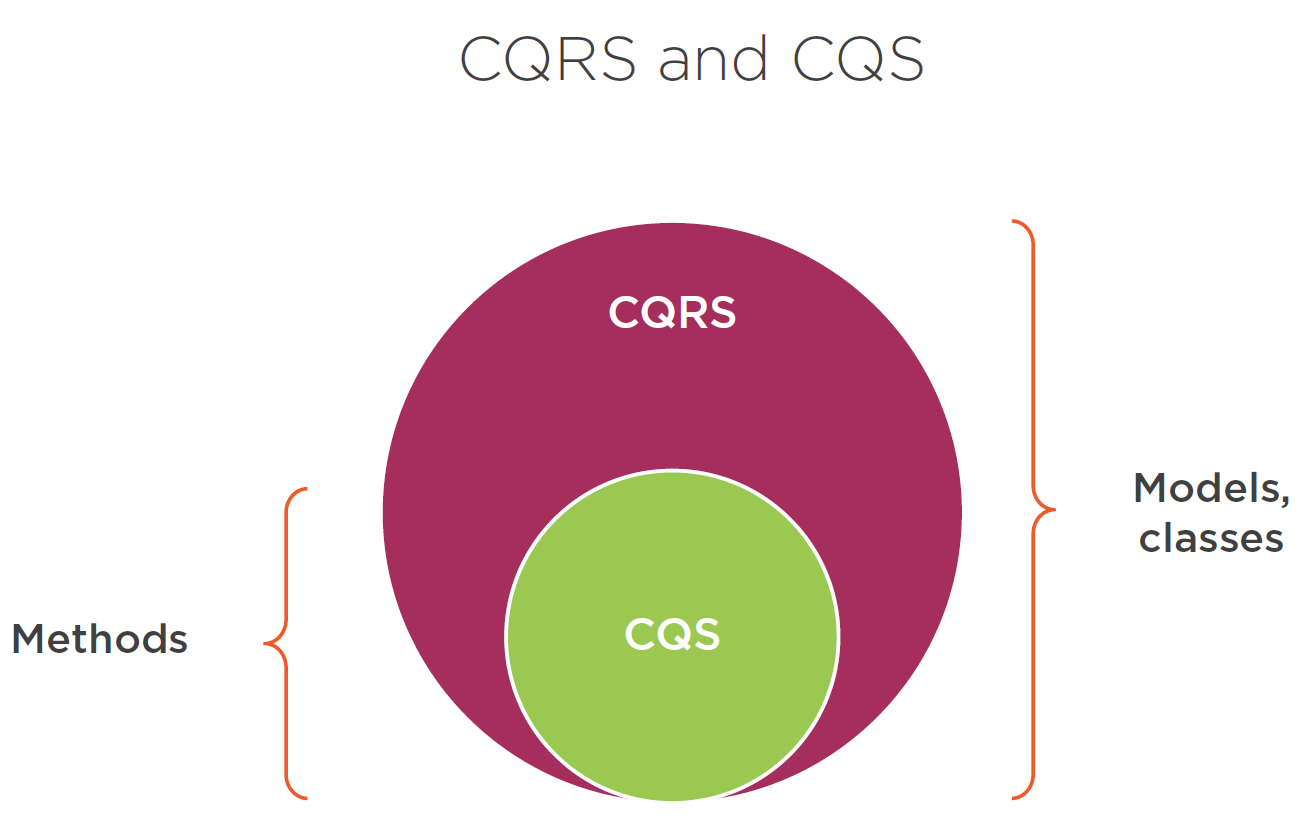 CQRS and CQS
CQRS
Models,
classes
Methods
CQS